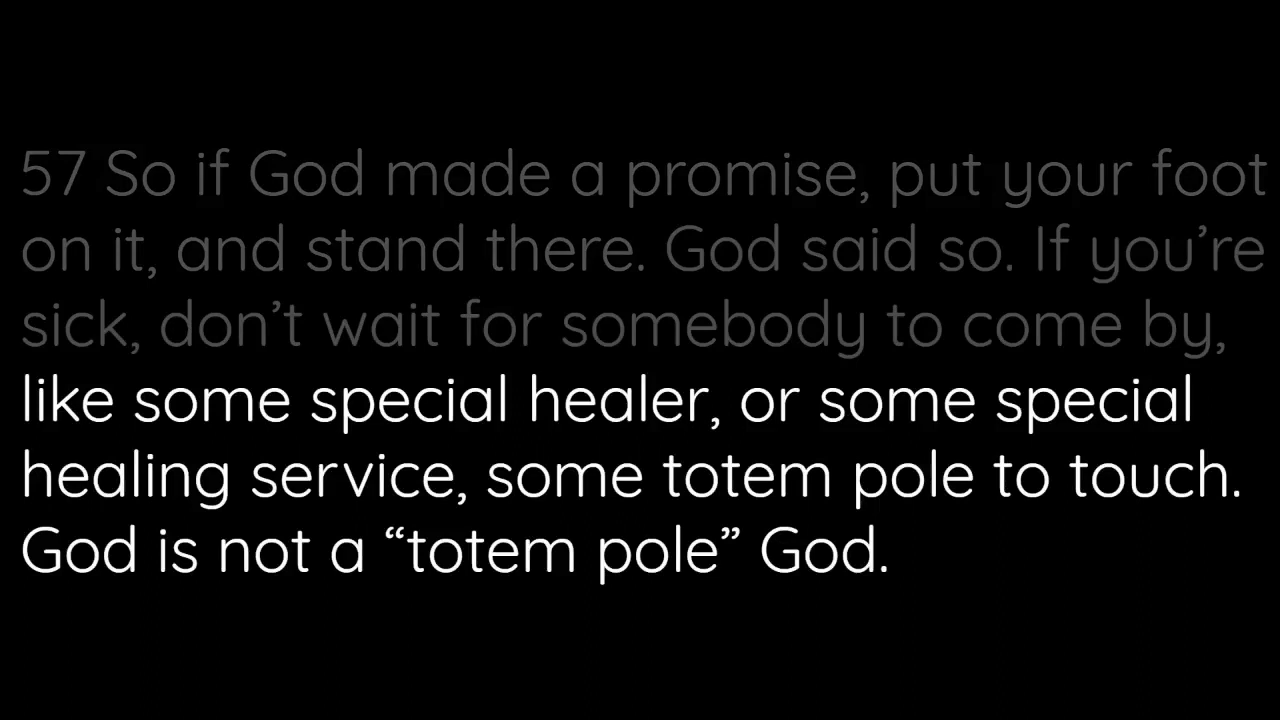 57 So if God made a promise, put your foot
on it, and stand there. God said so. If you’re
sick, don’t wait for somebody to come by,
like some special healer, or some special
healing service, some totem pole to touch.
God is not a “totem pole” God.